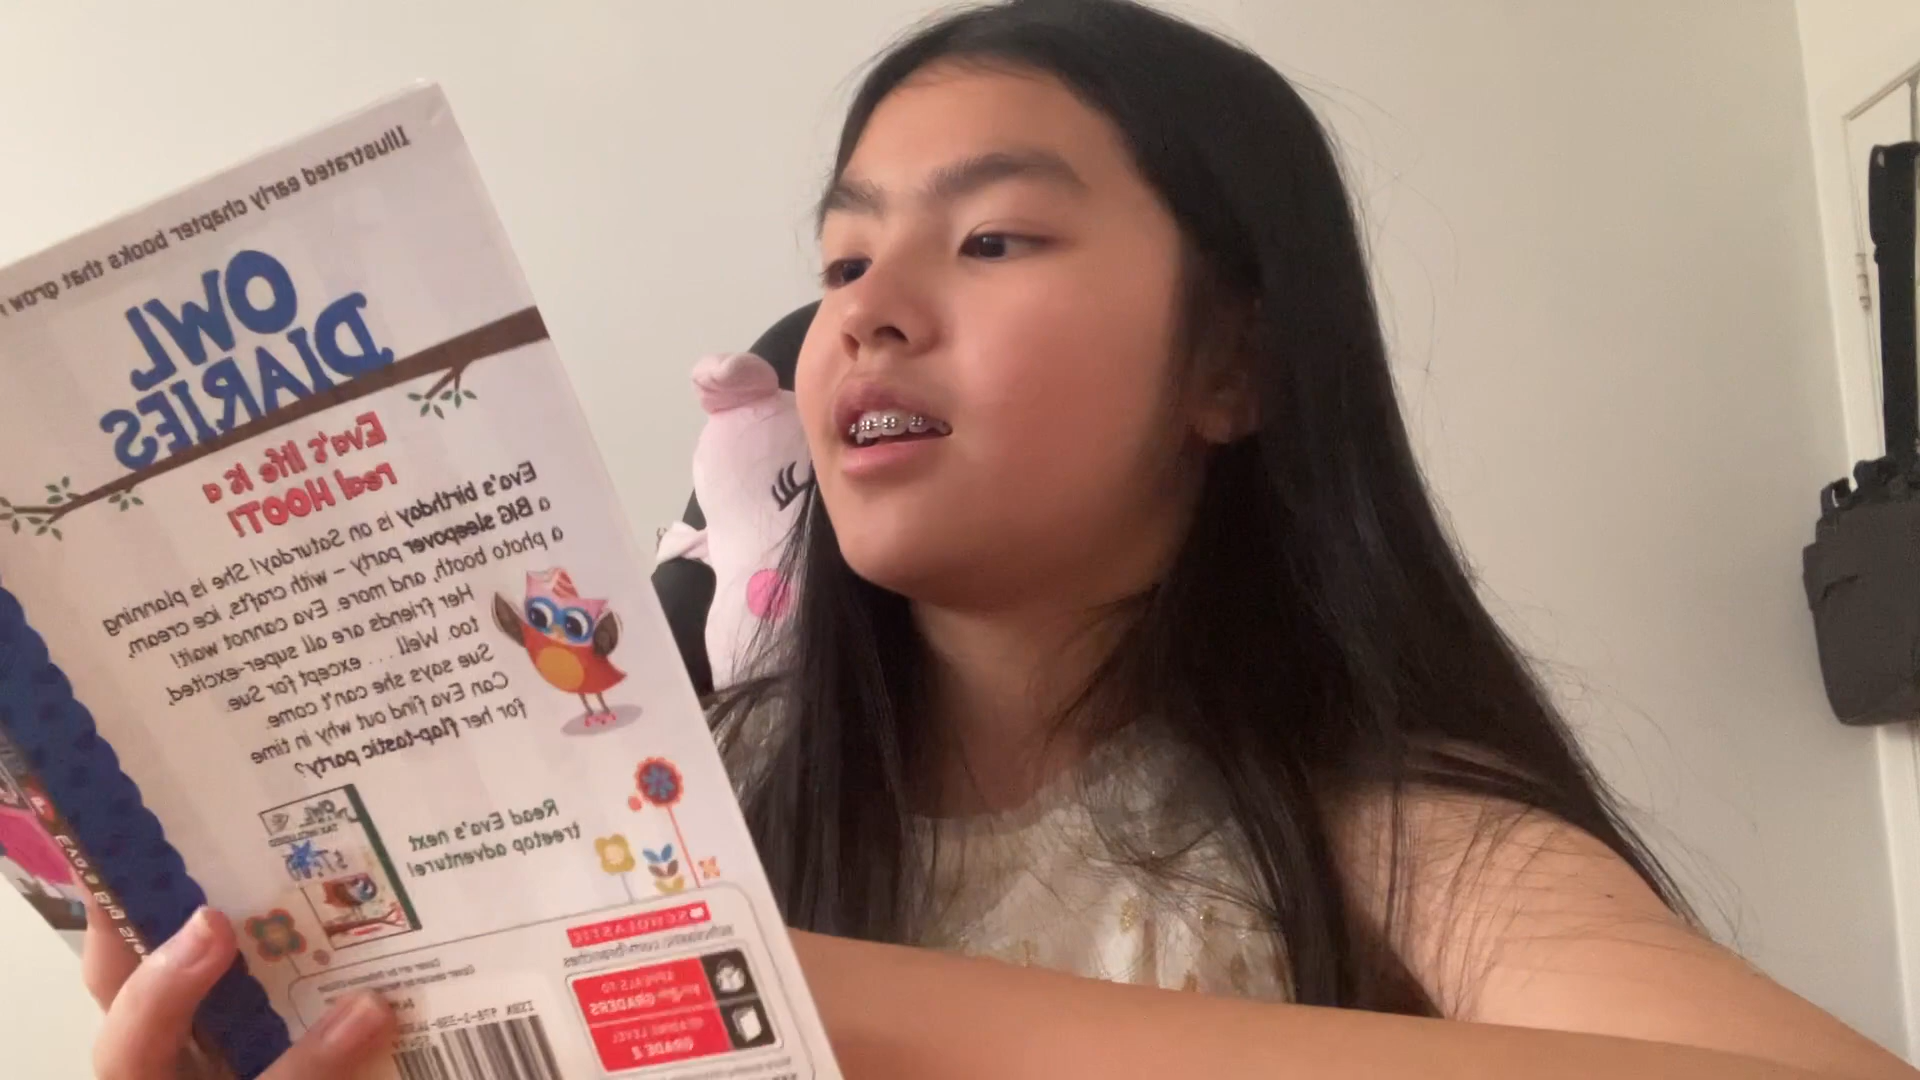 Illustrated early chapter books that grow
OWL
DIARIES
Eva's life is a
real HOOT!
Eva's birthday is on Saturday! She is planning
a BIG sleepover party – with crafts, ice cream,
a photo booth, and more. Eva cannot wait!
Her friends are all super-excited,
too. Well . . . except for Sue.
Sue says she can't come.
Can Eva find out why in time
for her flap-tastic party?
Read Eva's next
treetop adventure!
SCHOLASTIC
scholastic.com/branches
APPEALS TO
K–2nd GRADERS
READING LEVEL
GRADE 2
ISBN